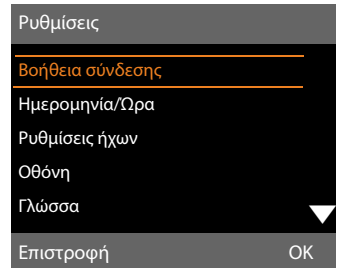 Ρυθμίσεις
Βοήθεια σύνδεσης
Ημερομηνία/Ώρα
Ρυθμίσεις ήχων
Οθόνη
Γλώσσα
Επιστροφή OK